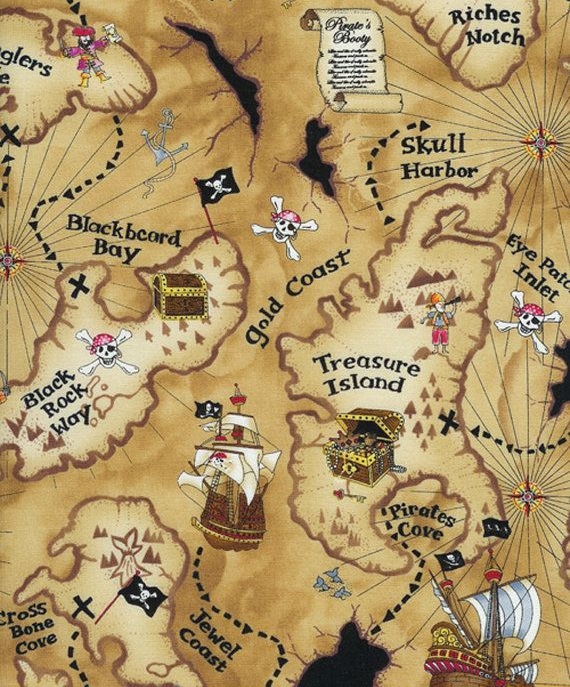 Pirate's
Booty
Riches
Notch
glers
e
Skull
Harbor
Blackbeard
Bay
Gold Coast
Eye Patc
Inlet
Treasure
Island
Black
Rock
Way
Pirates
Cove
Cross
Bone
Cove
Jewel
Coast